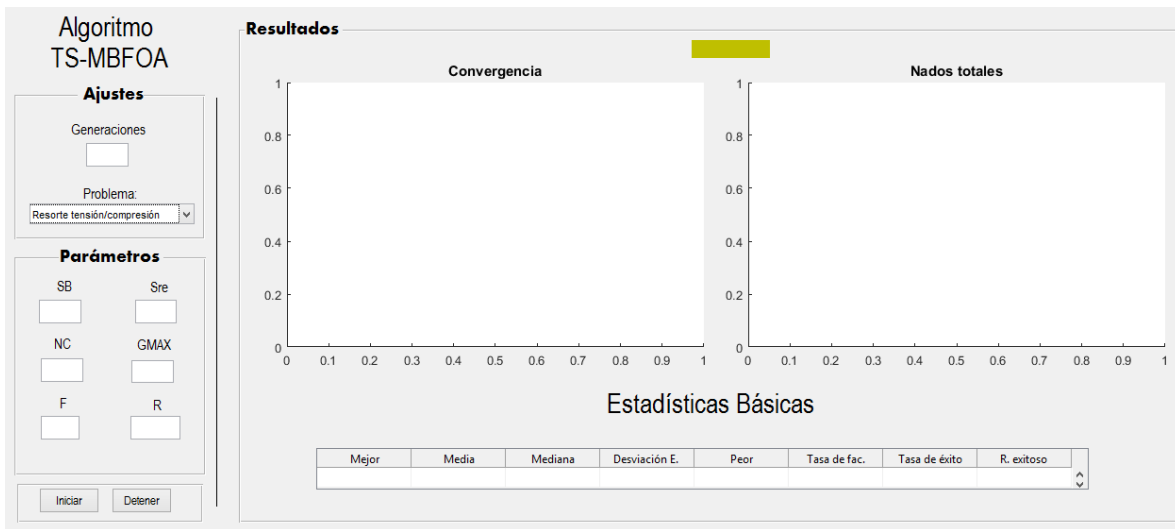 Algoritmo
TS-MBFOA
Ajustes
Generaciones
Problema:
Resorte tensión/compresión
Parámetros
SB Sre
NC GMAX
F R
Iniciar Detener
Resultados
Convergencia
1
0.8
0.6
0.4
0.2
0
0 0.1 0.2 0.3 0.4 0.5 0.6 0.7 0.8 0.9 1
Nados totales
1
0.8
0.6
0.4
0.2
0
0 0.1 0.2 0.3 0.4 0.5 0.6 0.7 0.8 0.9 1
Estadísticas Básicas
Mejor Media Mediana Desviación E. Peor Tasa de fac. Tasa de éxito R. exitoso